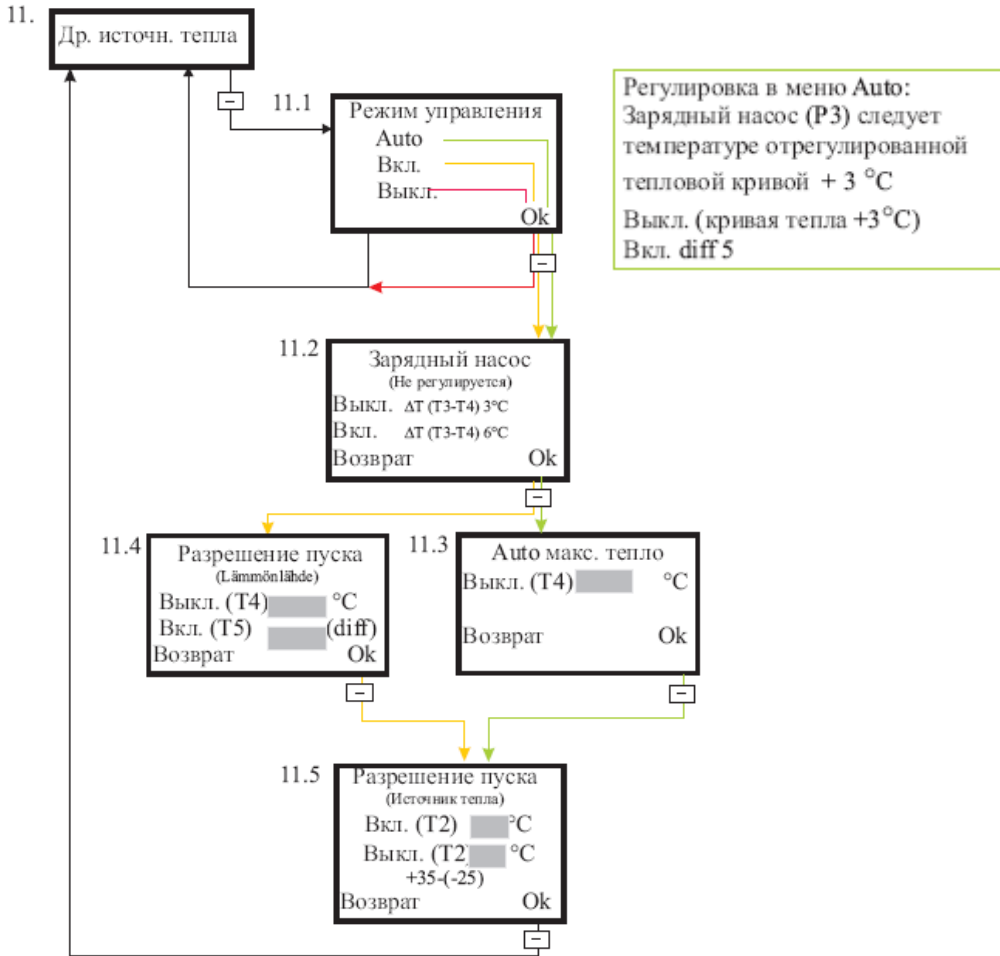 11.
Др. источн. тепла
–
11.1
Режим управления
Auto
Вкл.
Выкл.
Ok
–
Регулировка в меню Auto:
Зарядный насос (P3) следует
температуре отрегулированной
тепловой кривой + 3 °C
Выкл. (кривая тепла +3°C)
Вкл. diff 5
11.2
Зарядный насос
(Не регулируется)
Выкл. ΔT (T3-T4) 3°C
Вкл. ΔT (T3-T4) 6°C
Возврат Ok
–
11.4
Разрешение пуска
(Lämmönlähde)
Выкл. (T4) °C
Вкл. (T5) (diff)
Возврат Ok
–
11.3
Auto макс. тепло
Выкл. (T4) °C
Возврат Ok
–
11.5
Разрешение пуска
(Источник тепла)
Вкл. (T2) °C
Выкл. (T2) °C
+35-(-25)
Возврат Ok
–